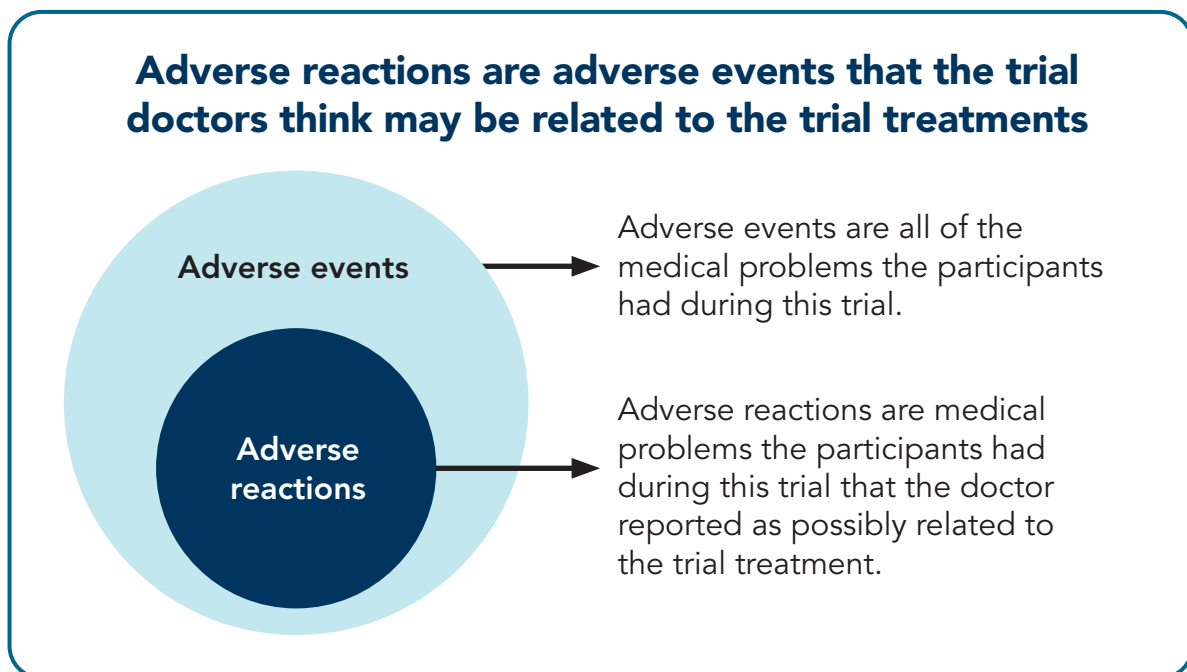 Adverse reactions are adverse events that the trial
doctors think may be related to the trial treatments
Adverse events
Adverse events are all of the
medical problems the participants
had during this trial.
Adverse
reactions
Adverse reactions are medical
problems the participants had
during this trial that the doctor
reported as possibly related to
the trial treatment.